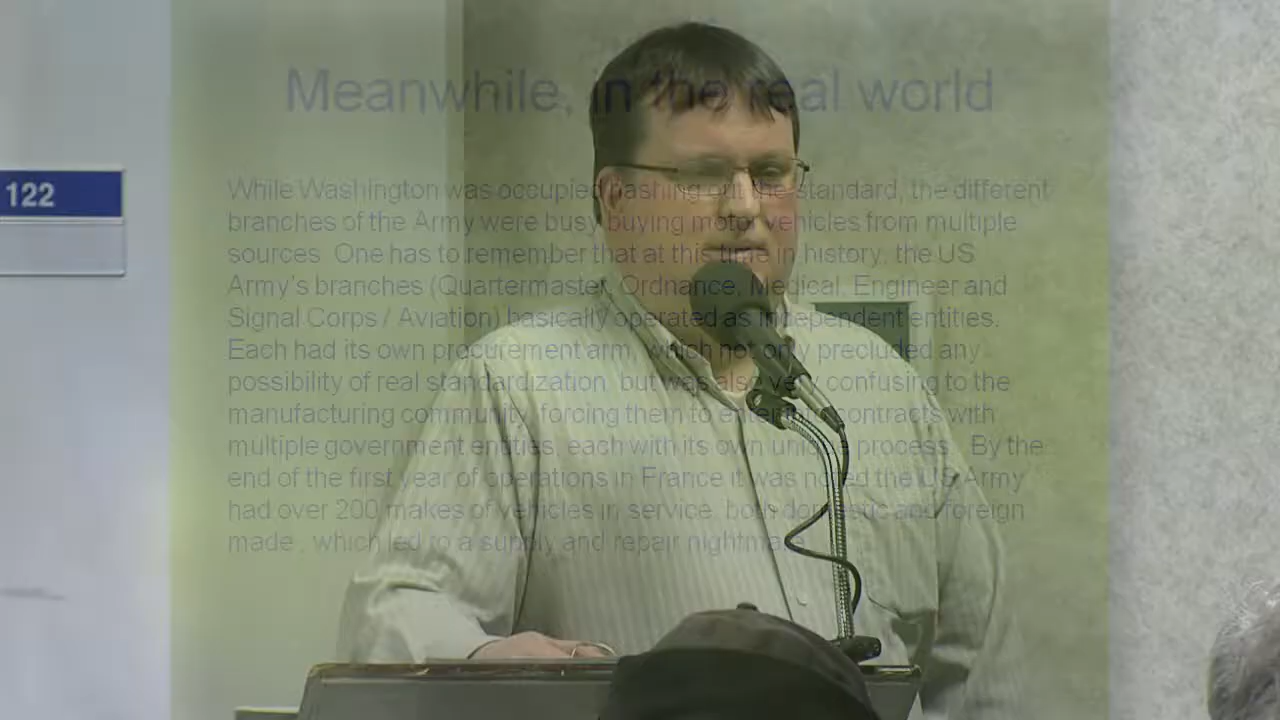 Meanwhile, in the real world
122
While Washington was occupied standard, the different
branches of the Army were busy buying motor vehicles from multiple
sources. One has to remember that at this time in history, the US
Army's branches (Quartermaster, Ordnance, Medical, Engineer and
Signal Corps / Aviation) basically operated as independent entities.
Each had its own procurement arm, which not only precluded any
possibility of real standardization, but was also very confusing to the
manufacturing community, forcing them to enter into contracts with
multiple government entities, each with its own unique process. By the
end of the first year of operations in France it was noted the US Army
had over 200 makes of vehicles in service, both domestic and foreign
made , which led to a supply and repair nightmare